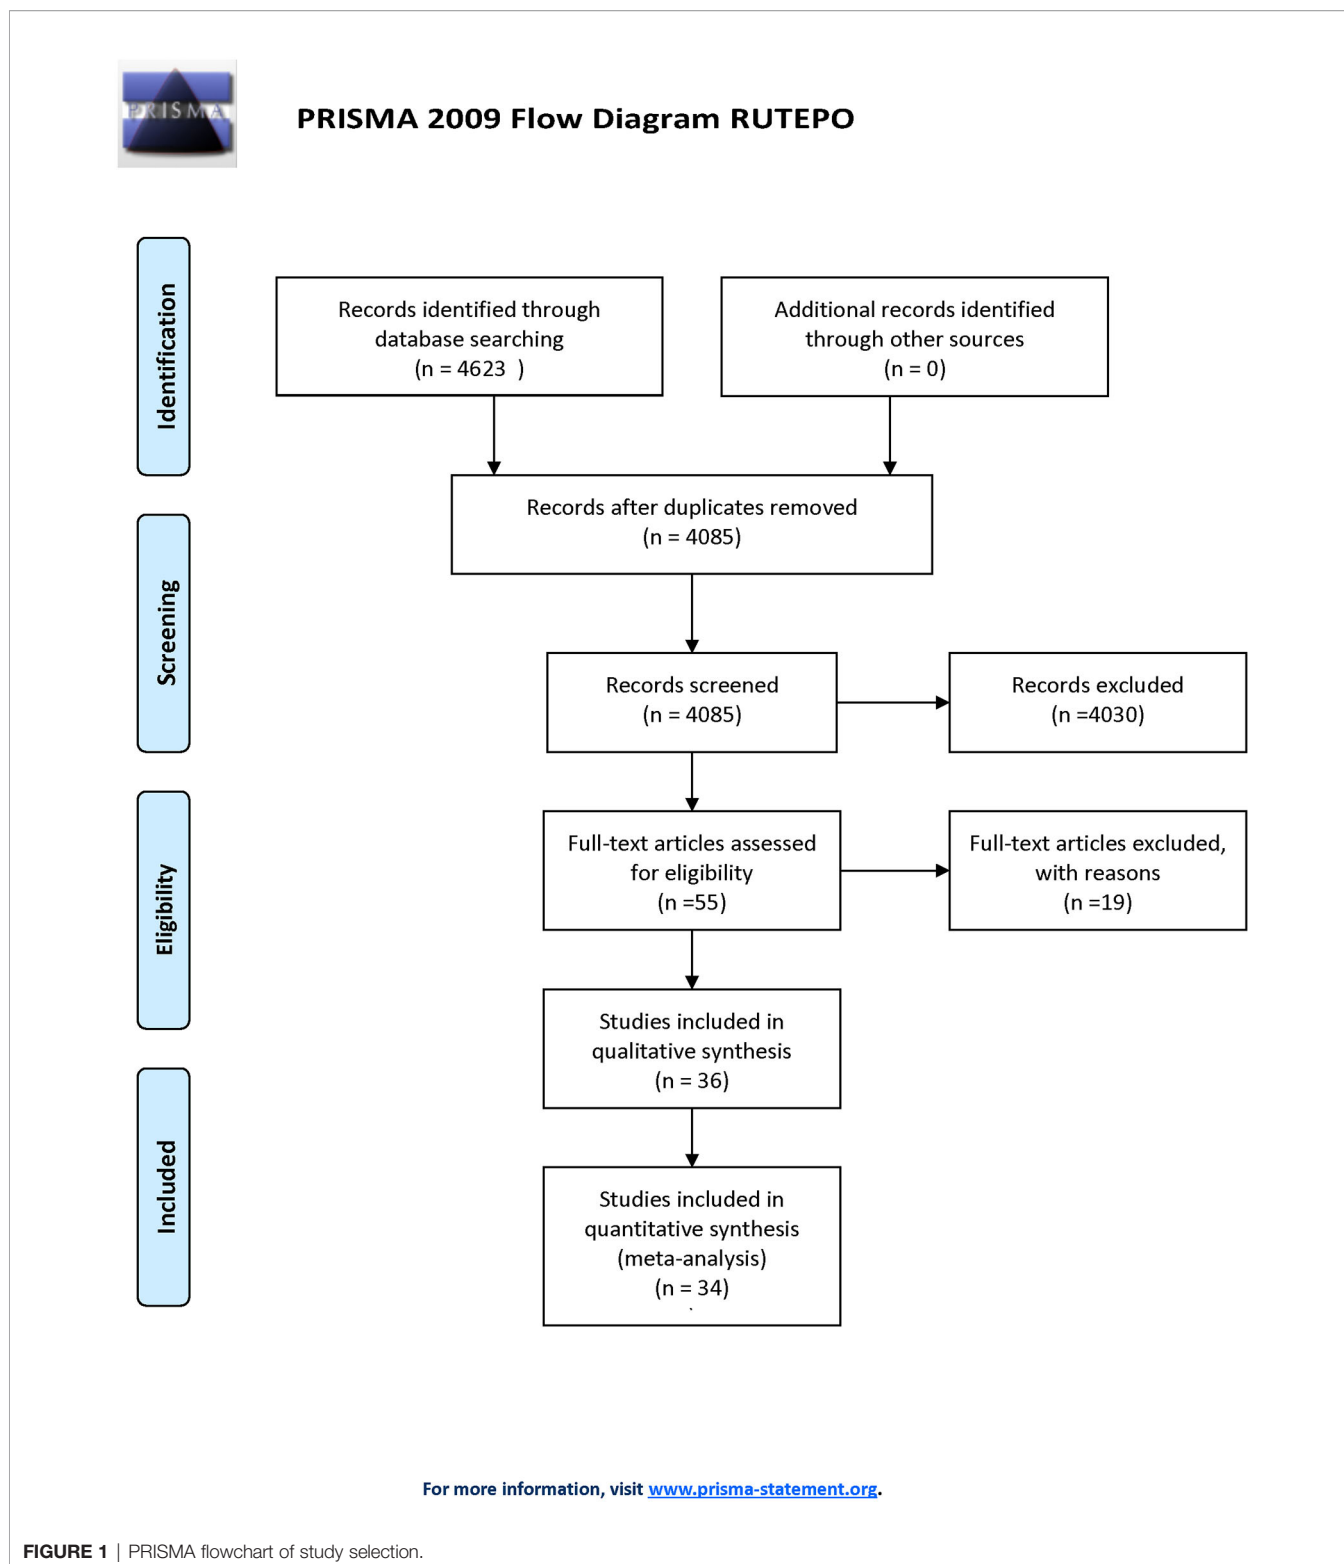 PRISMA
PRISMA 2009 Flow Diagram RUTEPO
Identification
Records identified through
database searching
(n = 4623  )
Additional records identified
through other sources
(n = 0)
Records after duplicates removed
(n = 4085)
Screening
Records screened
(n = 4085)
Records excluded
(n =4030)
Eligibility
Full-text articles assessed
for eligibility
(n =55)
Full-text articles excluded,
with reasons
(n =19)
Studies included in
qualitative synthesis
(n = 36)
Included
Studies included in
quantitative synthesis
(meta-analysis)
(n = 34)
For more information, visit www.prisma-statement.org.
FIGURE 1 | PRISMA flowchart of study selection.